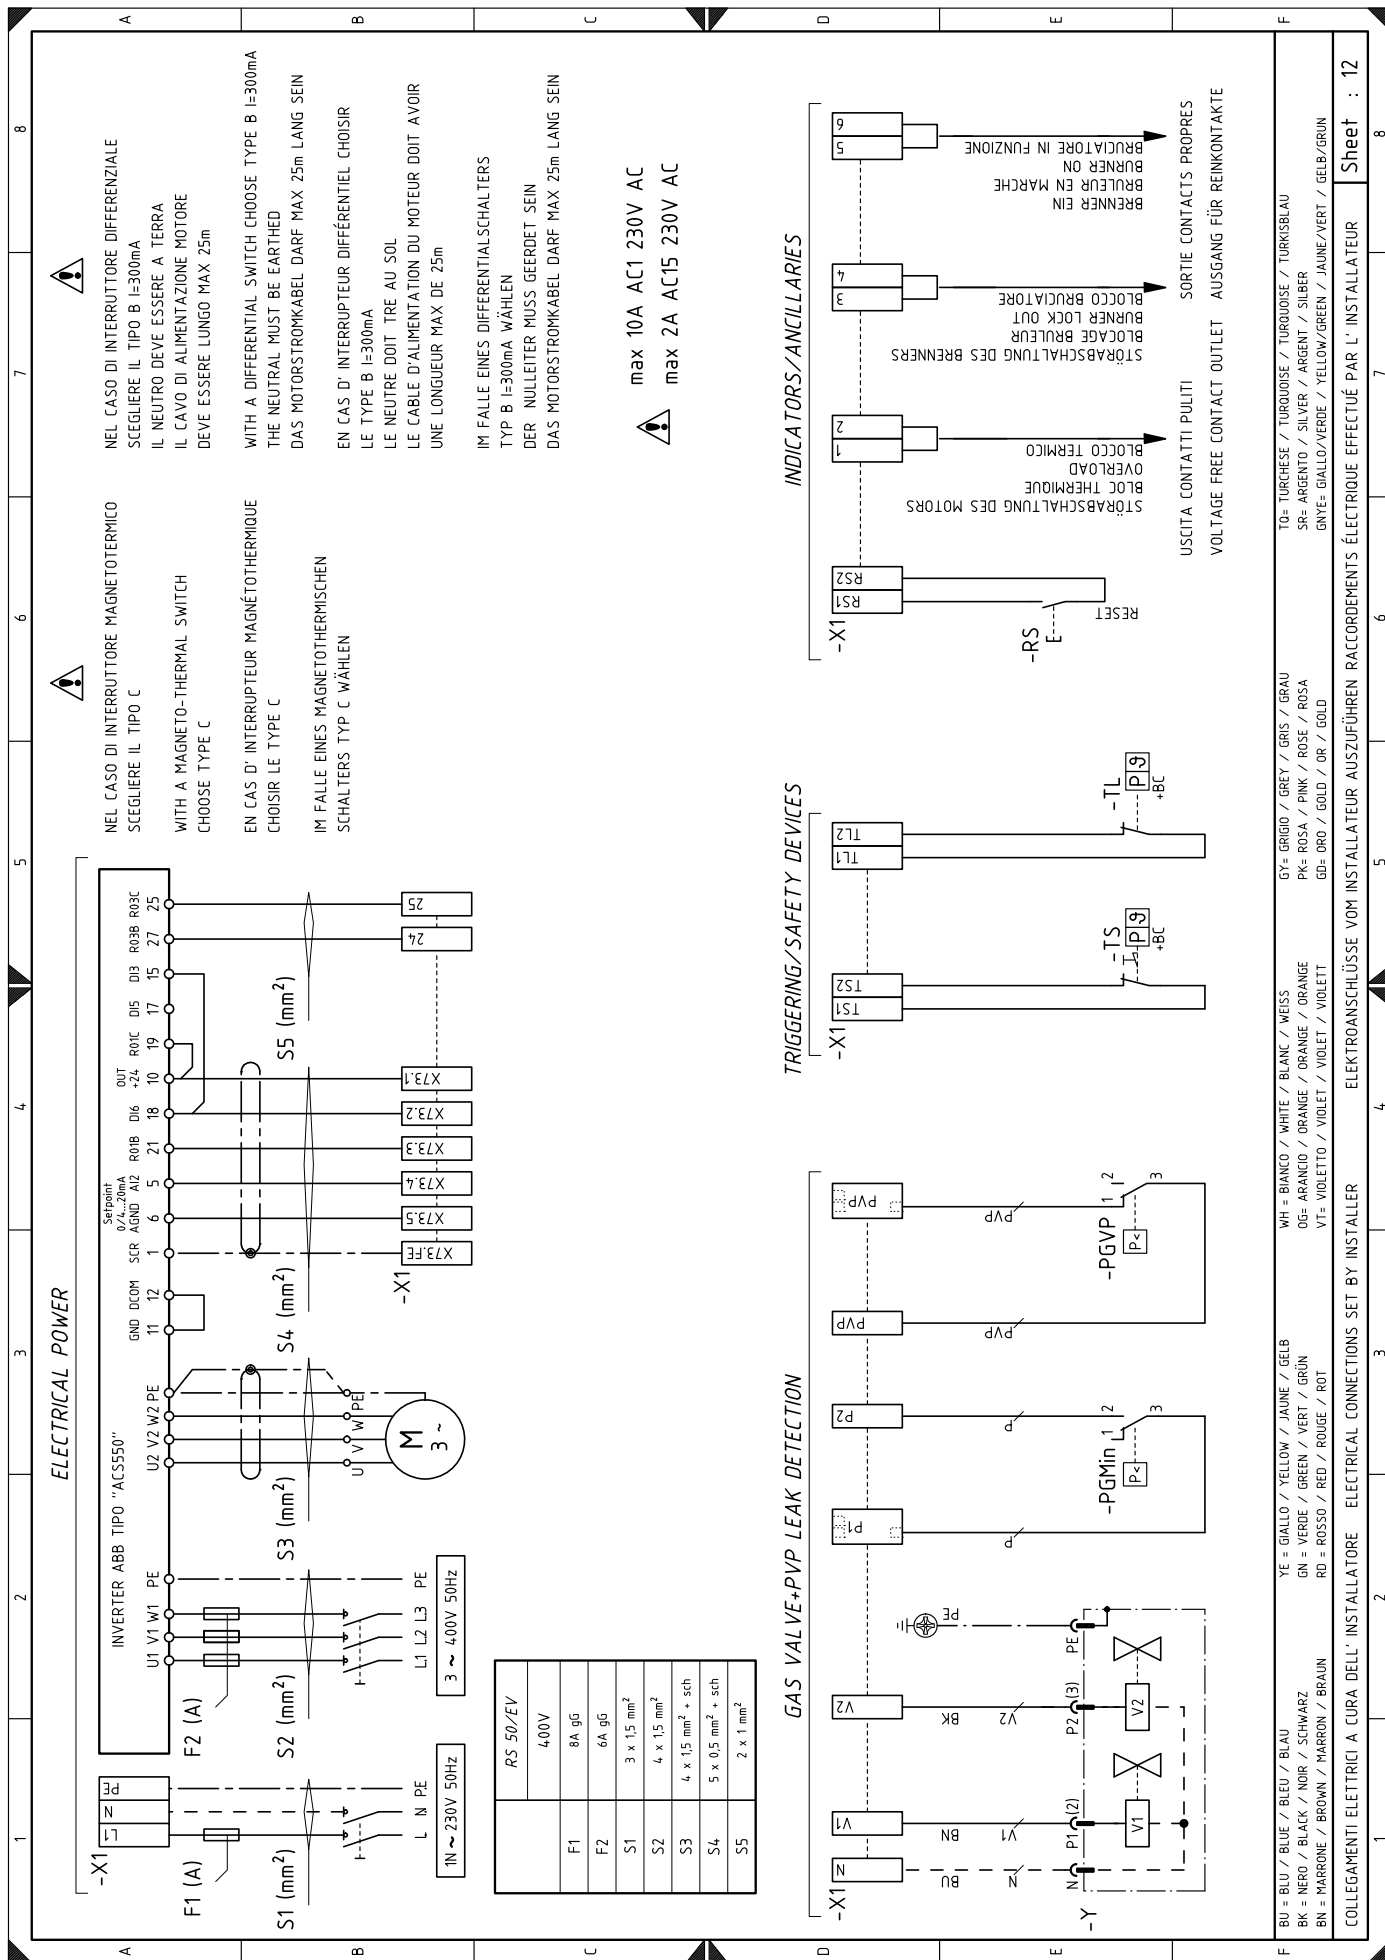 1 2 3 4 5 6 7 8
A
B
C
D
E
F
ELECTRICAL POWER
INVERTER ABB TIPO "ACS550"
-X1
L1 N PE
U1 V1 W1 PE
U2 V2 W2 PE
GND DCOM
11 12
Setpoint
0/4...20mA
SCR AGND AI2 R01B DI6 OUT +24 R01C DI5 DI3 R03B R03C
1 6 5 21 18 10 19 17 15 27 25
F1 (A)
F2 (A)
S1 (mm²)
S2 (mm²)
S3 (mm²)
S4 (mm²)
S5 (mm²)
L N PE
1N ~ 230V 50Hz
L1 L2 L3 PE
3 ~ 400V 50Hz
U V W PE
M
3 ~
-X1
X73.FE X73.5 X73.4 X73.3 X73.2 X73.1 24 25
RS 50/EV
400V
F1 8A gG
F2 6A gG
S1 3 x 1,5 mm²
S2 4 x 1,5 mm²
S3 4 x 1,5 mm² + sch
S4 5 x 0,5 mm² + sch
S5 2 x 1 mm²
NEL CASO DI INTERRUTTORE MAGNETOTERMICO
SCEGLIERE IL TIPO C
WITH A MAGNETO-THERMAL SWITCH
CHOOSE TYPE C
EN CAS D' INTERRUPTEUR MAGNÉTOTHERMIQUE
CHOISIR LE TYPE C
IM FALLE EINES MAGNETOTHERMISCHEN
SCHALTERS TYP C WÄHLEN
NEL CASO DI INTERRUTTORE DIFFERENZIALE
SCEGLIERE IL TIPO B I=300mA
IL NEUTRO DEVE ESSERE A TERRA
IL CAVO DI ALIMENTAZIONE MOTORE
DEVE ESSERE LUNGO MAX 25m
WITH A DIFFERENTIAL SWITCH CHOOSE TYPE B I=300mA
THE NEUTRAL MUST BE EARTHED
DAS MOTORSTROMKABEL DARF MAX 25m LANG SEIN
EN CAS D' INTERRUPTEUR DIFFÉRENTIEL CHOISIR
LE TYPE B I=300mA
LE NEUTRE DOIT TRE AU SOL
LE CABLE D'ALIMENTATION DU MOTEUR DOIT AVOIR
UNE LONGUEUR MAX DE 25m
IM FALLE EINES DIFFERENTIALSCHALTERS
TYP B I=300mA WÄHLEN
DER NULLEITER MUSS GEERDET SEIN
DAS MOTORSTROMKABEL DARF MAX 25m LANG SEIN
max 10A AC1 230V AC
max 2A AC15 230V AC
GAS VALVE+PVP LEAK DETECTION
-X1
N V1 V2 P1 P2 PVP PVP
BU BN BK PE
N V1 V2 P P PVP PVP
N P1 (2) P2 (3) PE
-Y
V1 V2
-PGMin 1 2 3
P<
-PGVP 1 2 3
P<
TRIGGERING/SAFETY DEVICES
-X1
TS1 TS2 TL1 TL2
-TS
P ϑ
+BC
-TL
P ϑ
+BC
INDICATORS/ANCILLARIES
-X1
RS1 RS2 1 2 3 4 5 6
-RS
RESET
STÖRABSCHALTUNG DES MOTORS
BLOC THERMIQUE
OVERLOAD
BLOCCO TERMICO
STÖRABSCHALTUNG DES BRENNERS
BLOCAGE BRULEUR
BURNER LOCK OUT
BLOCCO BRUCIATORE
BRENNER EIN
BRULEUR EN MARCHE
BURNER ON
BRUCIATORE IN FUNZIONE
USCITA CONTATTI PULITI
SORTIE CONTACTS PROPRES
VOLTAGE FREE CONTACT OUTLET
AUSGANG FÜR REINKONTAKTE
BU = BLU / BLUE / BLEU / BLAU
BK = NERO / BLACK / NOIR / SCHWARZ
BN = MARRONE / BROWN / MARRON / BRAUN
YE = GIALLO / YELLOW / JAUNE / GELB
GN = VERDE / GREEN / VERT / GRÜN
RD = ROSSO / RED / ROUGE / ROT
WH = BIANCO / WHITE / BLANC / WEISS
OG= ARANCIO / ORANGE / ORANGE / ORANGE
VT= VIOLETTO / VIOLET / VIOLET / VIOLETT
GY= GRIGIO / GREY / GRIS / GRAU
PK= ROSA / PINK / ROSE / ROSA
GD= ORO / GOLD / OR / GOLD
TQ= TURCHESE / TURQUOISE / TURQUOISE / TURKISBLAU
SR= ARGENTO / SILVER / ARGENT / SILBER
GNYE= GIALLO/VERDE / YELLOW/GREEN / JAUNE/VERT / GELB/GRUN
COLLEGAMENTI ELETTRICI A CURA DELL' INSTALLATORE ELECTRICAL CONNECTIONS SET BY INSTALLER ELEKTROANSCHLÜSSE VOM INSTALLATEUR AUSZUFÜHREN RACCORDEMENTS ÉLECTRIQUE EFFECTUÉ PAR L' INSTALLATEUR
Sheet : 12
1 2 3 4 5 6 7 8
A
B
C
D
E
F